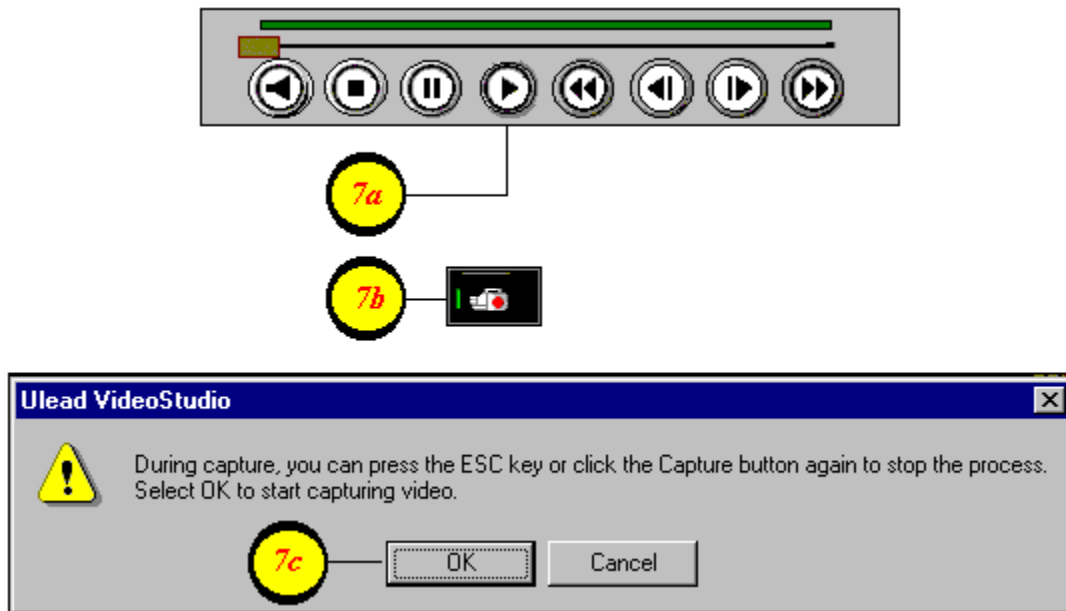 7a
7b
Ulead VideoStudio
During capture, you can press the ESC key or click the Capture button again to stop the process.
Select OK to start capturing video.
7c
OK
Cancel